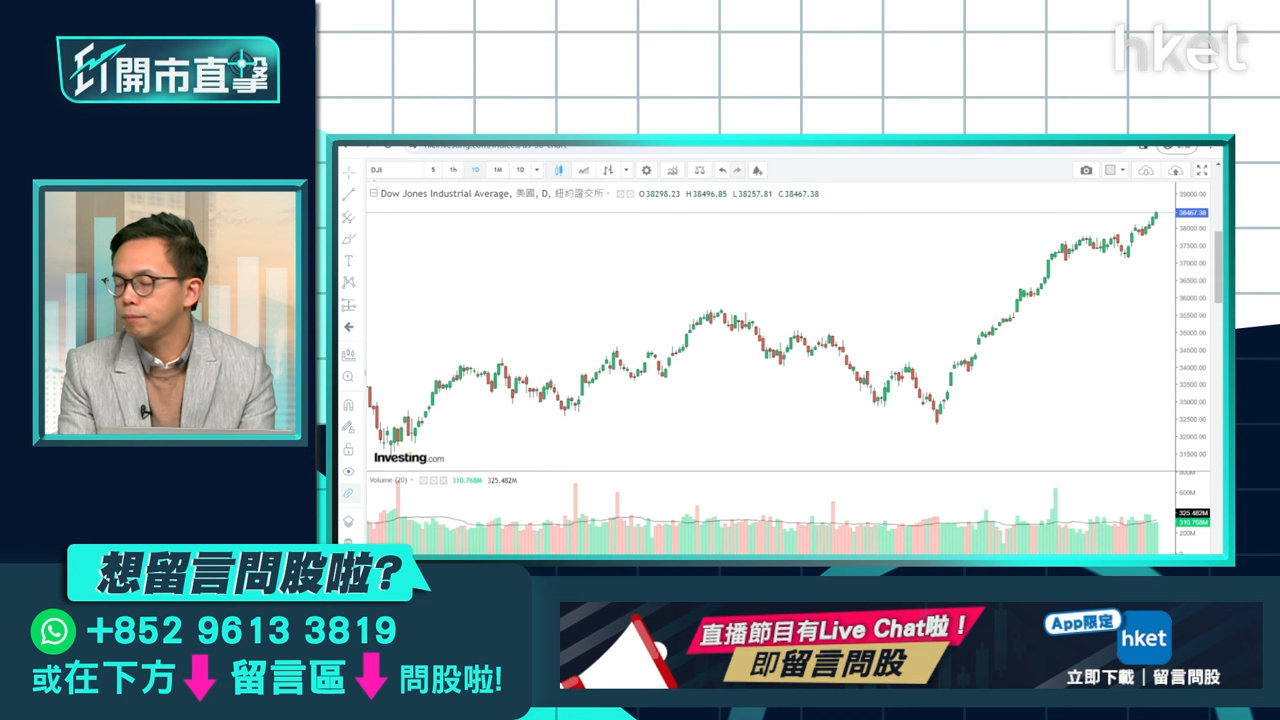 開市直擊
hket
DJI
5
1h
1D
1M
1D
Dow Jones Industrial Average, 美國, D, 紐約證交所
O38298.23 H38496.85 L38257.81 C38467.38
39000.00
38467.38
38000.00
37500.00
37000.00
36500.00
36000.00
35500.00
35000.00
34500.00
34000.00
33500.00
33000.00
32500.00
32000.00
31500.00
Investing.com
Volume (20)
310.768M 325.482M
800M
600M
325.482M
310.768M
200M
0
想留言問股啦?
+852 9613 3819
或在下方
留言區
問股啦!
直播節目有Live Chat啦！
即留言問股
App限定
hket
立即下載｜留言問股